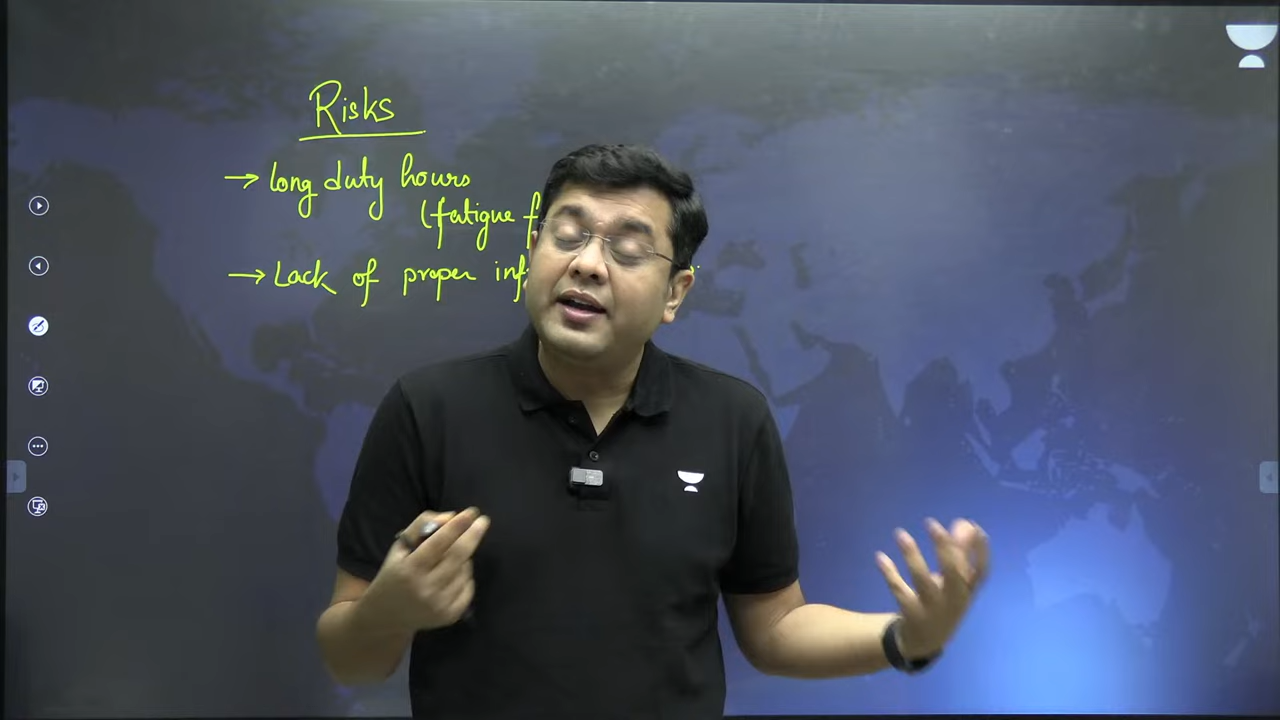 Risks
→ Long duty hours
(fatigue
→ Lack of proper